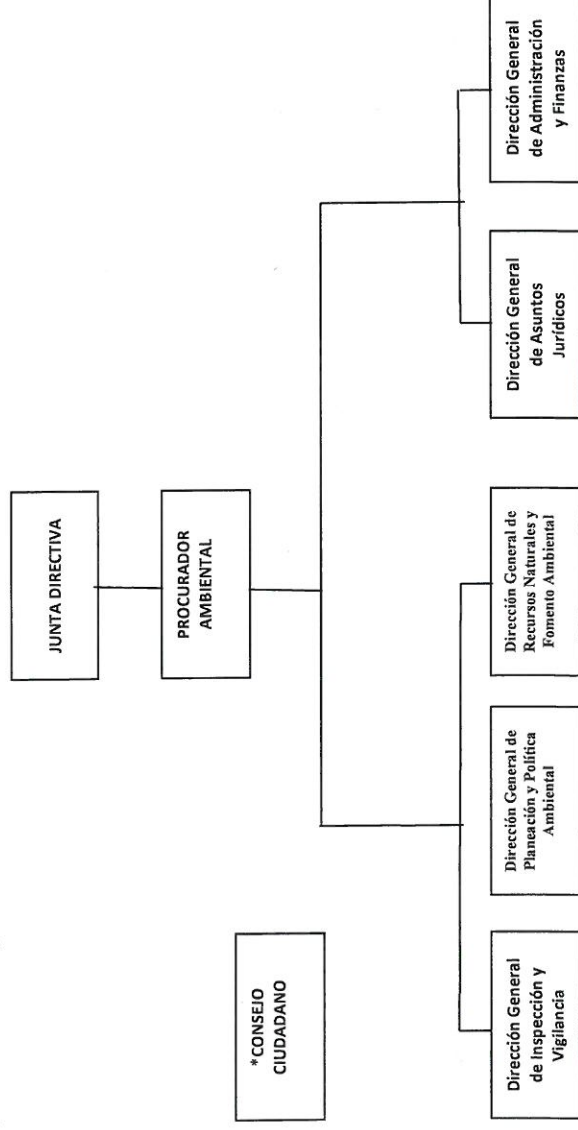 JUNTA DIRECTIVA
PROCURADOR
AMBIENTAL
*CONSEJO
CIUDADANO
Dirección General
de Inspección y
Vigilancia
Dirección General de
Planeación y Política
Ambiental
Dirección General de
Recursos Naturales y
Fomento Ambiental
Dirección General
de Asuntos
Jurídicos
Dirección General
de Administración
y Finanzas